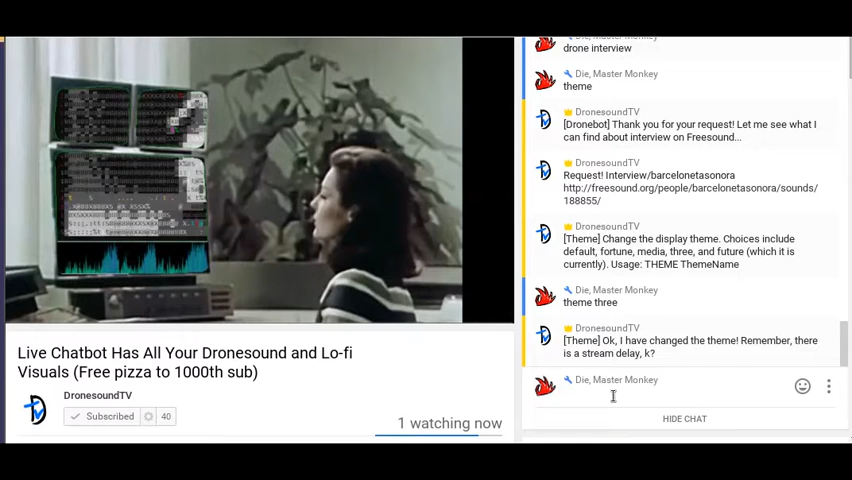 Die, Master Monkey
drone interview
Die, Master Monkey
theme
DronesoundTV
[Dronebot] Thank you for your request! Let me see what I
can find about interview on Freesound...
DronesoundTV
Request! Interview/barcelonetasonora
http://freesound.org/people/barcelonetasonora/sounds/
188855/
DronesoundTV
[Theme] Change the display theme. Choices include
default, fortune, media, three, and future (which it is
currently). Usage: THEME ThemeName
Die, Master Monkey
theme three
DronesoundTV
[Theme] Ok, I have changed the theme! Remember, there
is a stream delay, k?
Die, Master Monkey
HIDE CHAT
Live Chatbot Has All Your Dronesound and Lo-fi
Visuals (Free pizza to 1000th sub)
DronesoundTV
Subscribed 40
1 watching now